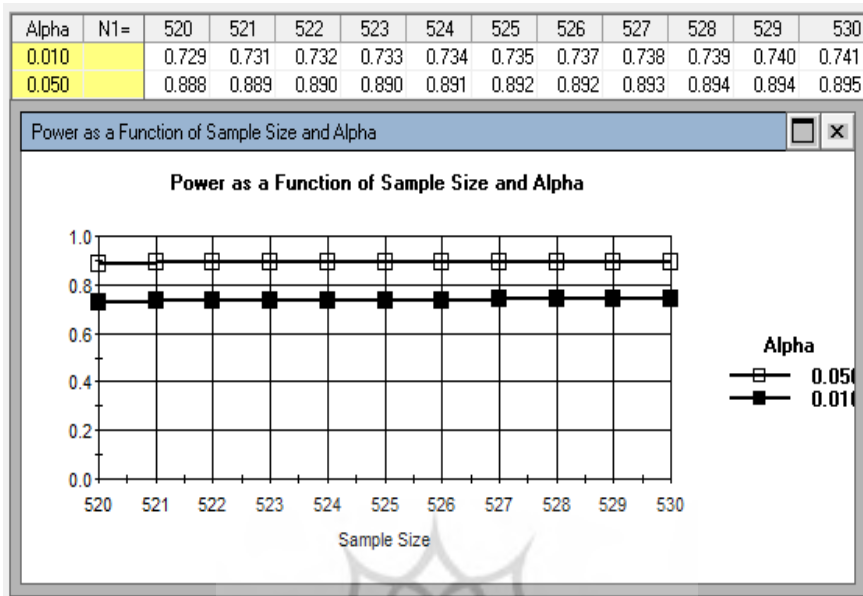 Alpha N1= 520 521 522 523 524 525 526 527 528 529 530
0.010 0.729 0.731 0.732 0.733 0.734 0.735 0.737 0.738 0.739 0.740 0.741
0.050 0.888 0.889 0.890 0.890 0.891 0.892 0.892 0.893 0.894 0.894 0.895
Power as a Function of Sample Size and Alpha
Power as a Function of Sample Size and Alpha
1.0
0.8
0.6
0.4
0.2
0.0
520 521 522 523 524 525 526 527 528 529 530
Sample Size
Alpha
0.050
0.010